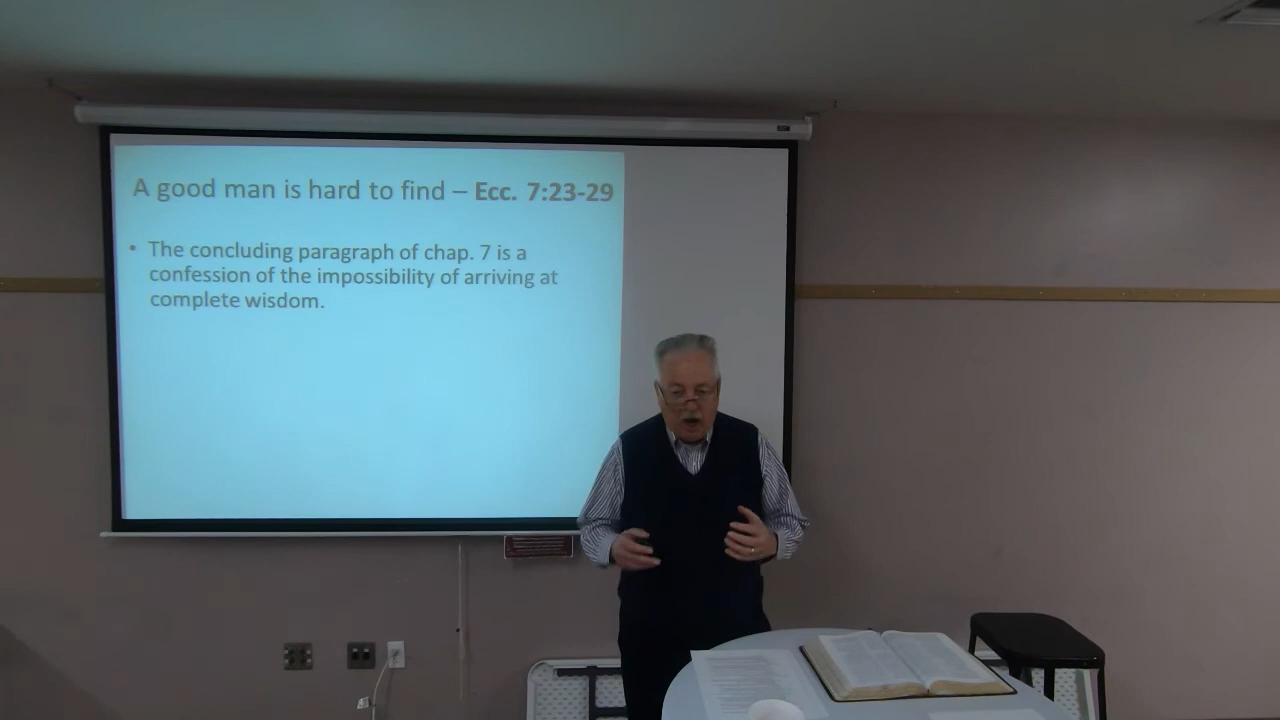 A good man is hard to find – Ecc. 7:23-29
• The concluding paragraph of chap. 7 is a
confession of the impossibility of arriving at
complete wisdom.